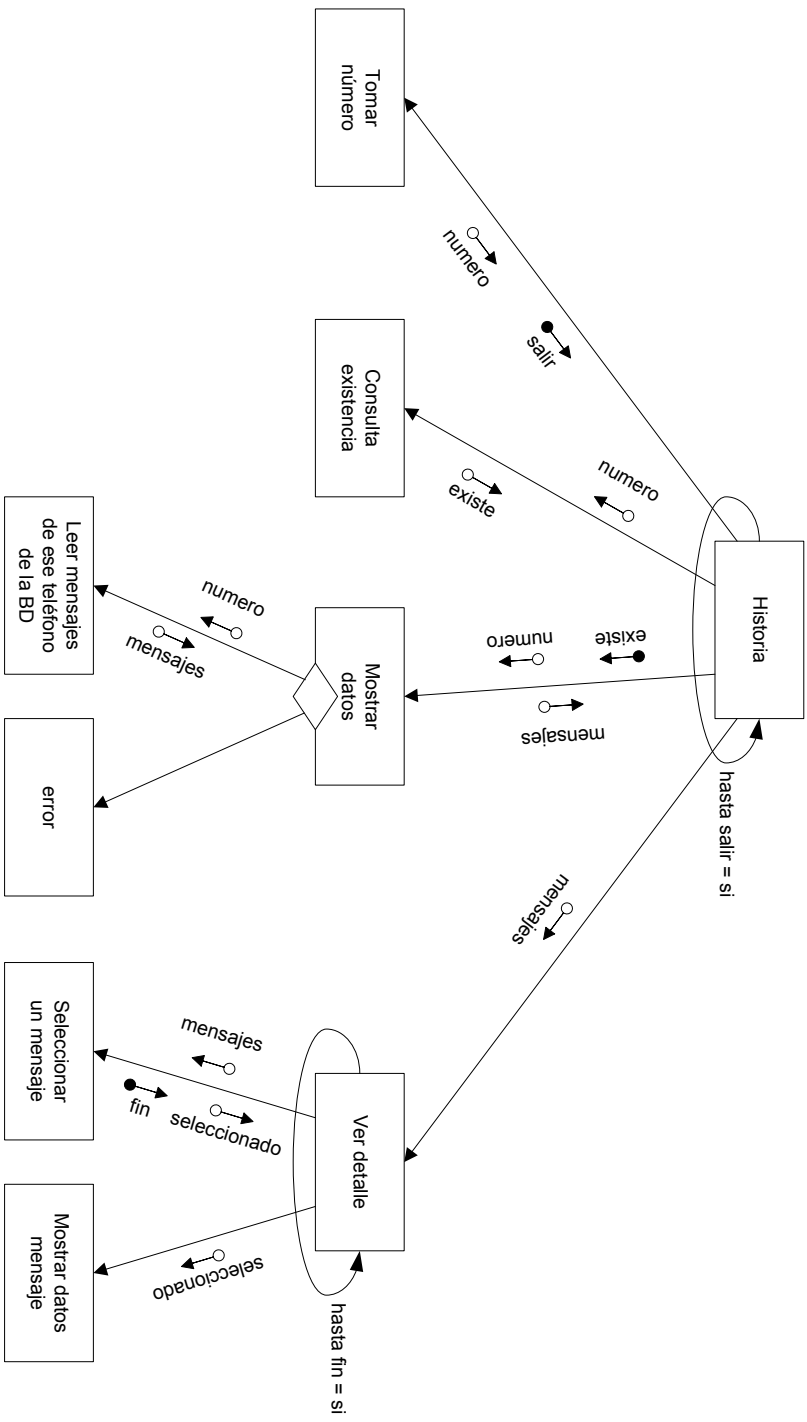 Historia
hasta salir = si
numero
salir
numero
existe
existe
numero
mensajes
mensajes
Tomar
número
Consulta
existencia
Mostrar
datos
Ver detalle
hasta fin = si
numero
mensajes
mensajes
fin
seleccionado
seleccionado
Leer mensajes
de ese teléfono
de la BD
error
Seleccionar
un mensaje
Mostrar datos
mensaje